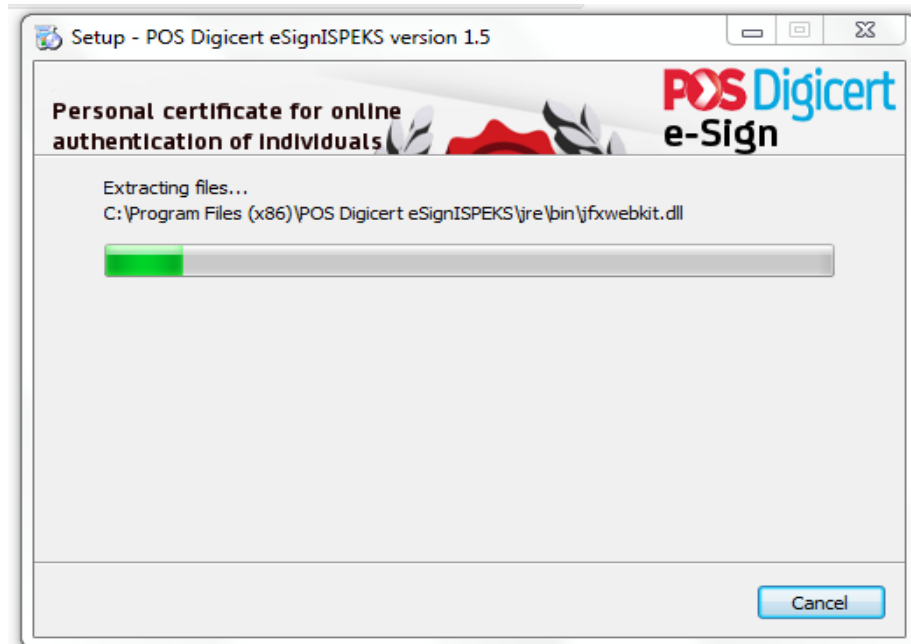 Setup - POS Digicert eSignISPEKS version 1.5
Personal certificate for online
authentication of individuals
POS Digicert
e-Sign
Extracting files...
C:\Program Files (x86)\POS Digicert eSignISPEKS\jre\bin\jfxwebkit.dll
Cancel